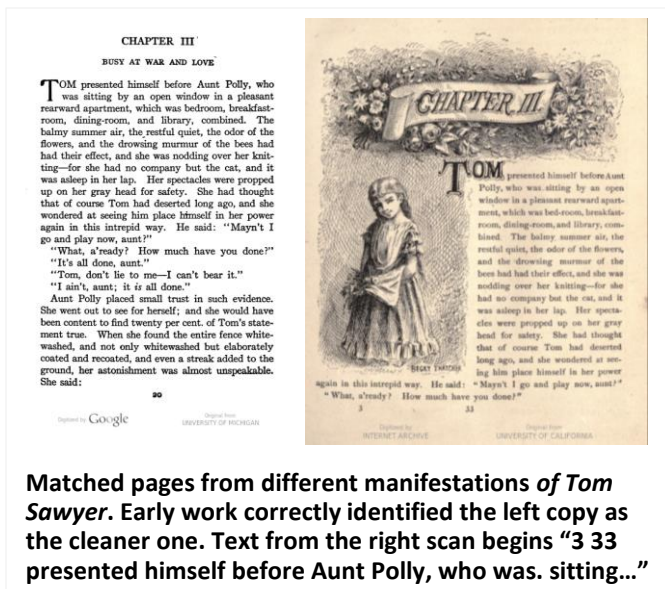 CHAPTER III
BUSY AT WAR AND LOVE
TOM presented himself before Aunt Polly, who
was sitting by an open window in a pleasant
rearward apartment, which was bedroom, breakfast-
room, dining-room, and library, combined. The
balmy summer air, the restful quiet, the odor of the
flowers, and the drowsing murmur of the bees had
had their effect, and she was nodding over her knit-
ting—for she had no company but the cat, and it
was asleep in her lap. Her spectacles were propped
up on her gray head for safety. She had thought
that of course Tom had deserted long ago, and she
wondered at seeing him place himself in her power
again in this intrepid way. He said: "Mayn't I
go and play now, aunt?"
"What, a'ready? How much have you done?"
"It's all done, aunt."
"Tom, don't lie to me—I can't bear it."
"I ain't, aunt; it is all done."
Aunt Polly placed small trust in such evidence.
She went out to see for herself; and she would have
been content to find twenty per cent. of Tom's state-
ment true. When she found the entire fence white-
washed, and not only whitewashed but elaborately
coated and recoated, and even a streak added to the
ground, her astonishment was almost unspeakable.
She said:
20
Digitized by Google
Original from
UNIVERSITY OF MICHIGAN
CHAPTER III.
TOM presented himself before Aunt
Polly, who was sitting by an open
window in a pleasant rearward apart-
ment, which was bed-room, breakfast-
room, dining-room, and library, com-
bined. The balmy summer air, the
restful quiet, the odor of the flowers,
and the drowsing murmur of the
bees had had their effect, and she was
nodding over her knitting—for she
had no company but the cat, and it
was asleep in her lap. Her specta-
cles were propped up on her gray
head for safety. She had thought
that of course Tom had deserted
long ago, and she wondered at see-
ing him place himself in her power
BECKY THATCHER
again in this intrepid way. He said: "Mayn't I go and play now, aunt?"
"What, a'ready? How much have you done?"
3 33
Digitized by
INTERNET ARCHIVE
Original from
UNIVERSITY OF CALIFORNIA
Matched pages from different manifestations of Tom
Sawyer. Early work correctly identified the left copy as
the cleaner one. Text from the right scan begins “3 33
presented himself before Aunt Polly, who was. sitting…”